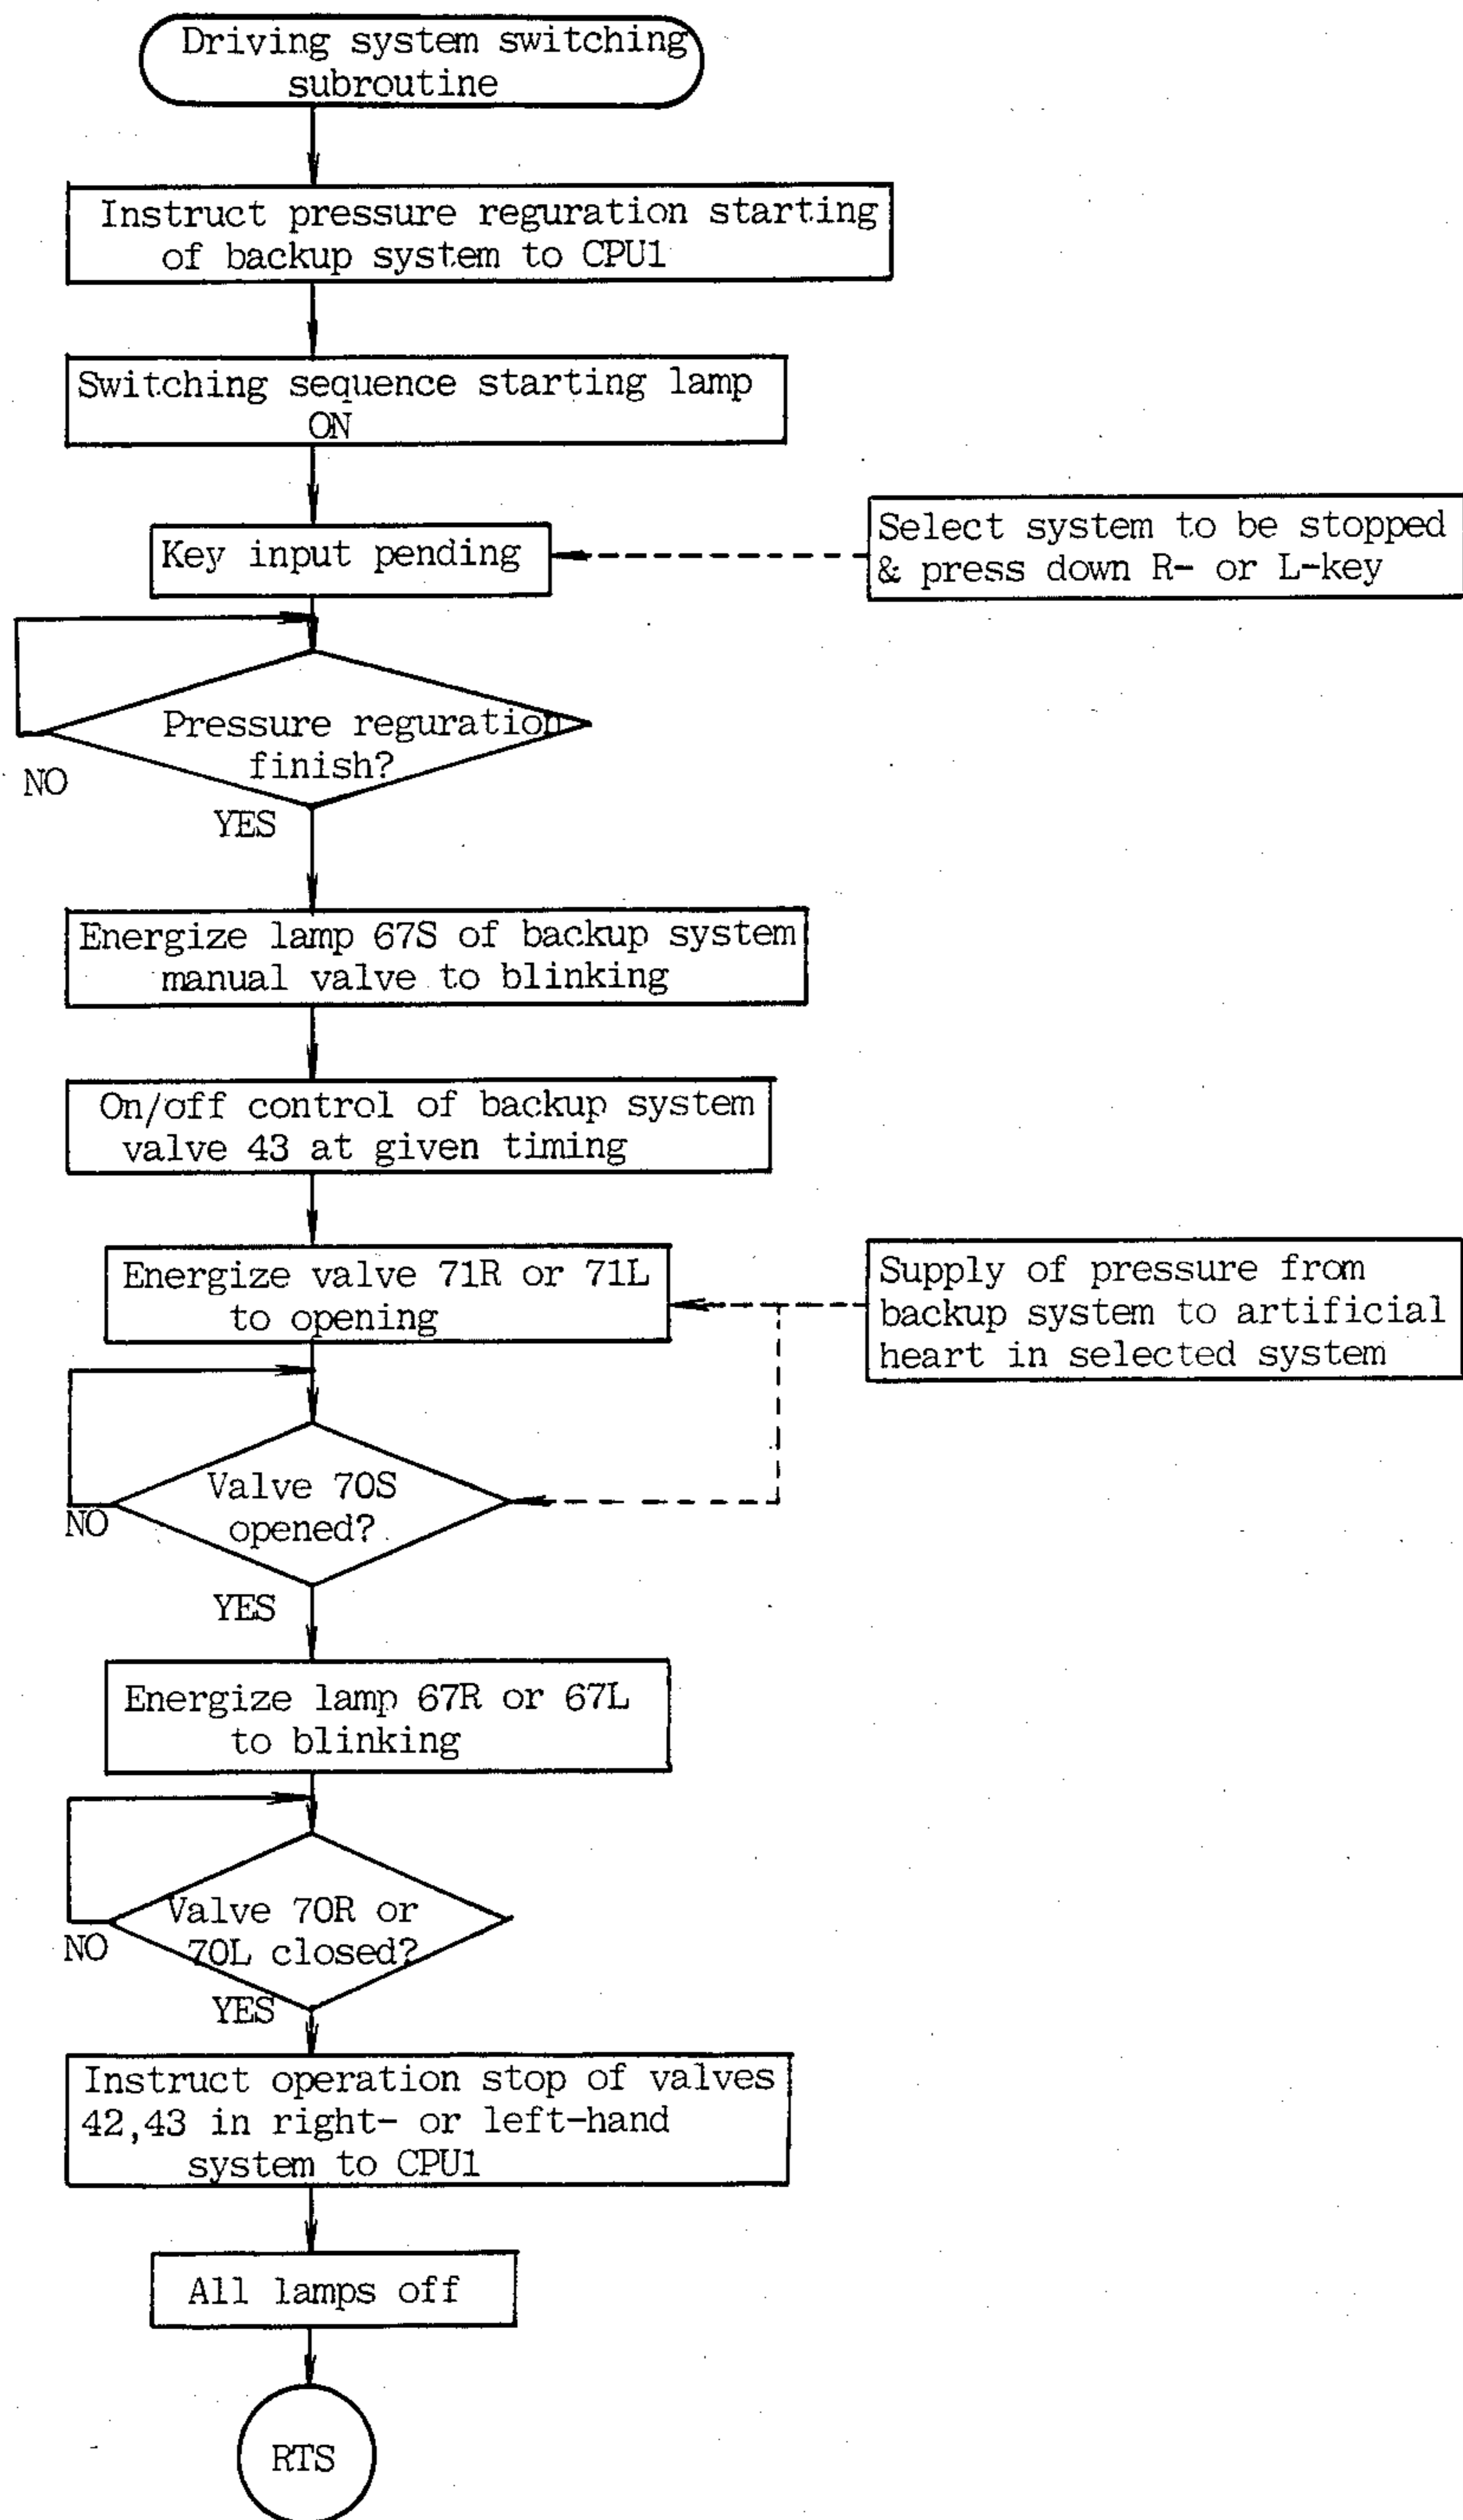 Driving system switching
subroutine
Instruct pressure reguration starting
of backup system to CPU1
Switching sequence starting lamp
ON
Key input pending
Select system to be stopped
& press down R- or L-key
Pressure reguration
finish?
NO
YES
Energize lamp 67S of backup system
manual valve to blinking
On/off control of backup system
valve 43 at given timing
Energize valve 71R or 71L
to opening
Supply of pressure from
backup system to artificial
heart in selected system
Valve 70S
opened?
NO
YES
Energize lamp 67R or 67L
to blinking
Valve 70R or
70L closed?
NO
YES
Instruct operation stop of valves
42,43 in right- or left-hand
system to CPU1
All lamps off
RTS